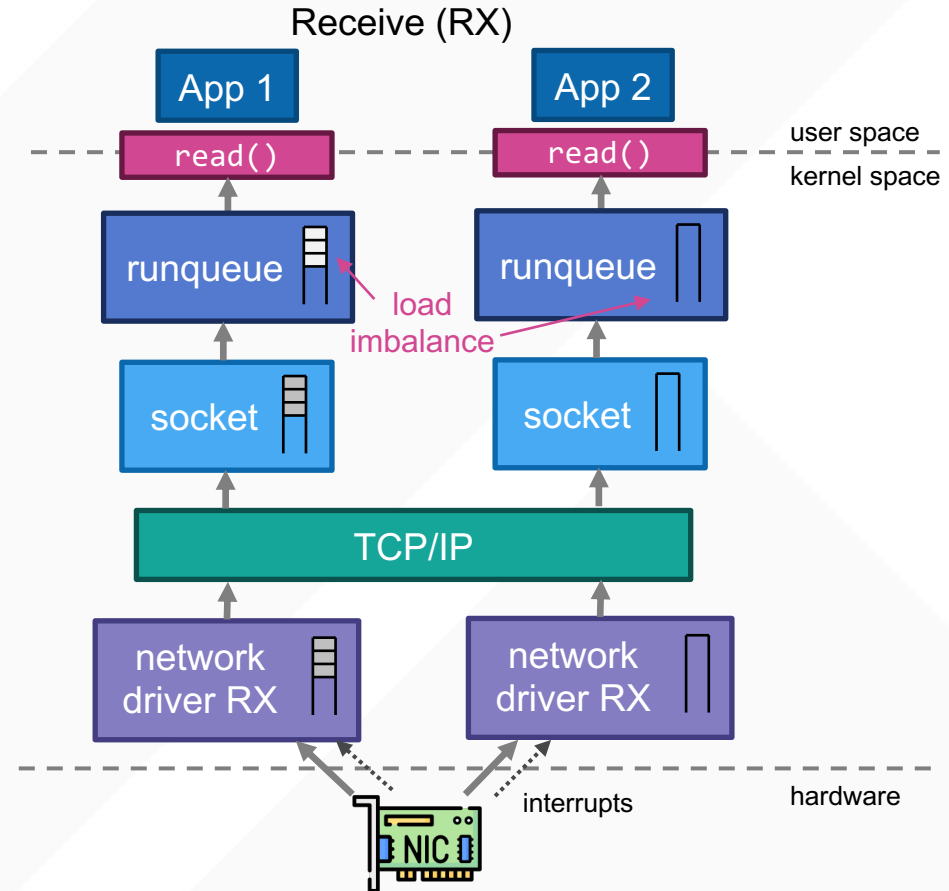 Receive (RX)
App 1
App 2
user space
read()
read()
kernel space
runqueue
runqueue
load
imbalance
socket
socket
TCP/IP
network
driver RX
network
driver RX
interrupts
hardware
NIC